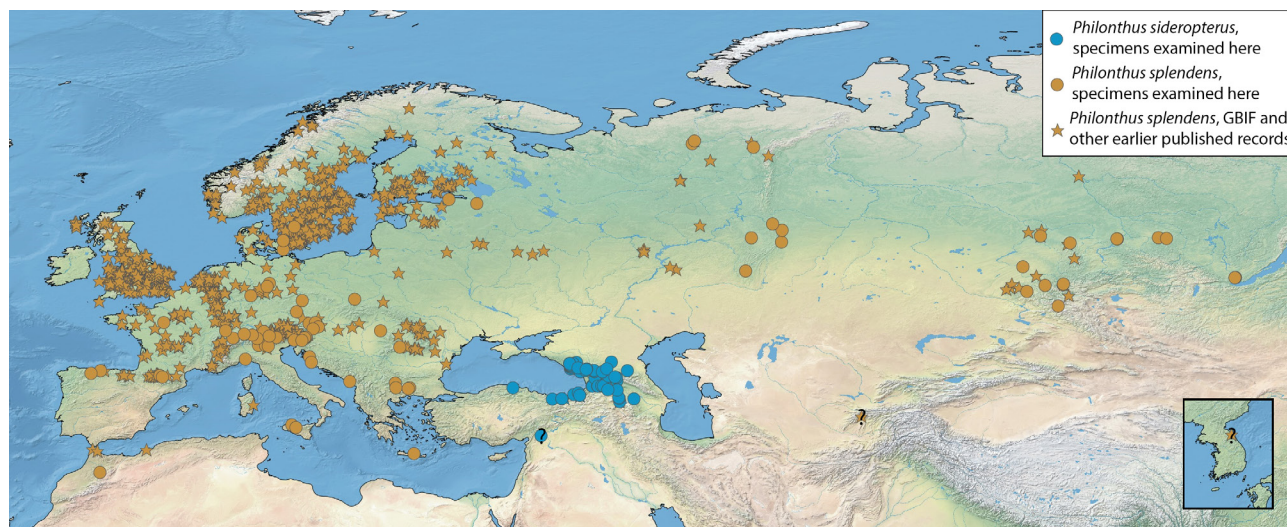 Philonthus sideropterus,
specimens examined here
Philonthus splendens,
specimens examined here
Philonthus splendens, GBIF and
other earlier published records
?
?
?